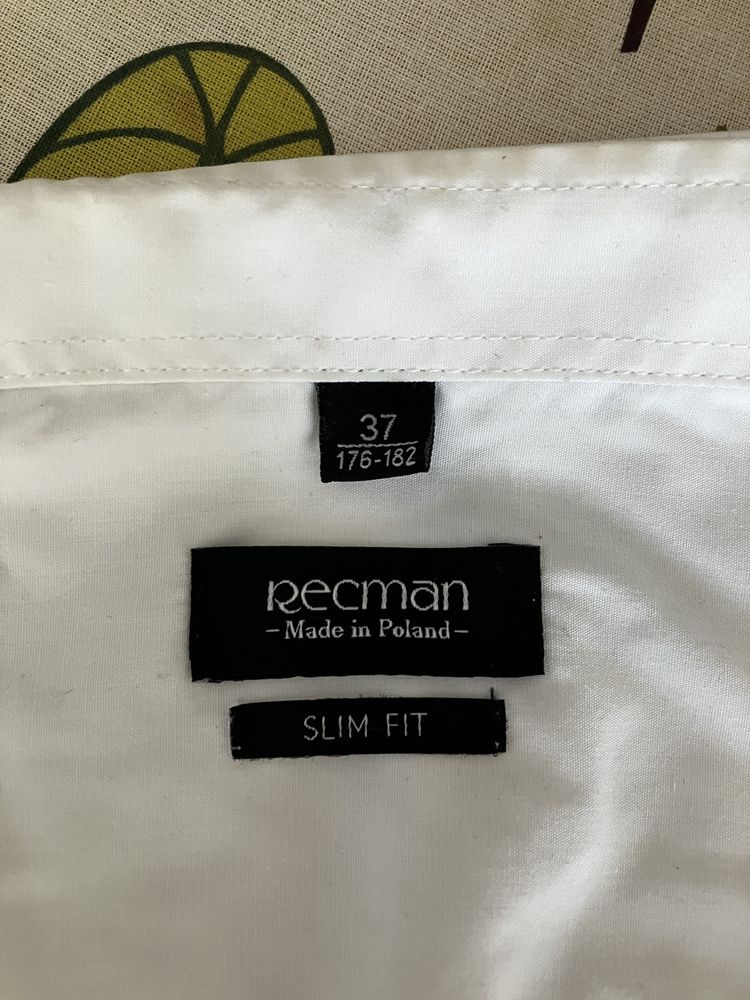 37
176-182
Recman
-Made in Poland-
SLIM FIT